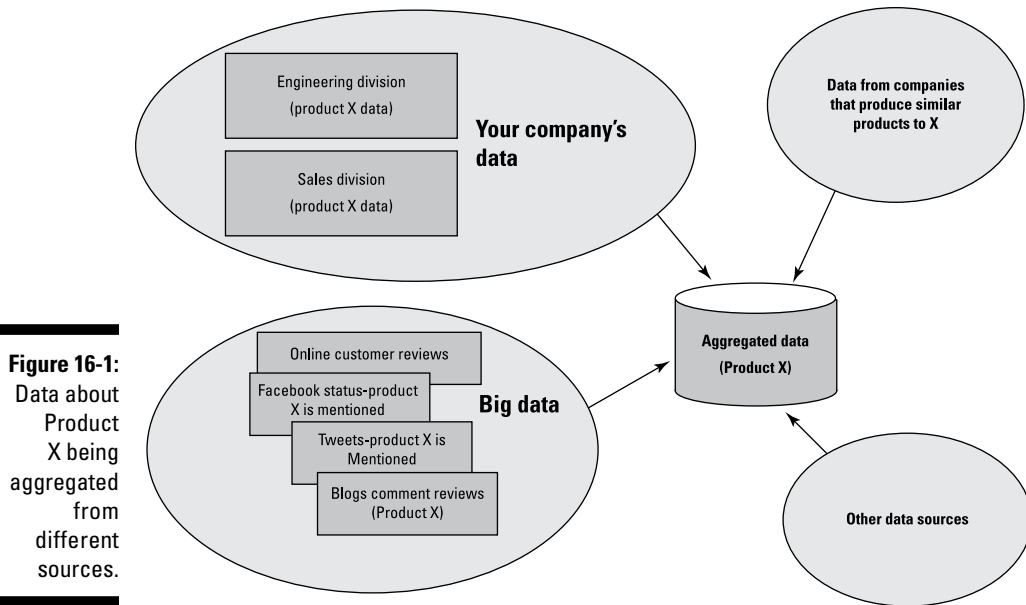 Engineering division
(product X data)
Your company's
data
Sales division
(product X data)
Data from companies
that produce similar
products to X
Online customer reviews
Facebook status-product
X is mentioned
Big data
Tweets-product X is
Mentioned
Blogs comment reviews
(Product X)
Aggregated data
(Product X)
Other data sources
Figure 16-1:
Data about
Product
X being
aggregated
from
different
sources.